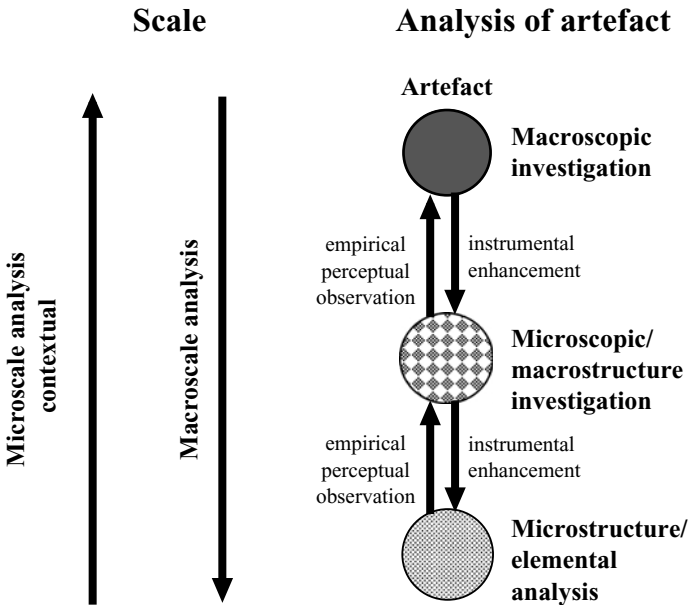 Scale
Analysis of artefact
Microscale analysis
contextual
Macroscale analysis
Artefact
Macroscopic
investigation
empirical
perceptual
observation
instrumental
enhancement
Microscopic/
macrostructure
investigation
empirical
perceptual
observation
instrumental
enhancement
Microstructure/
elemental
analysis